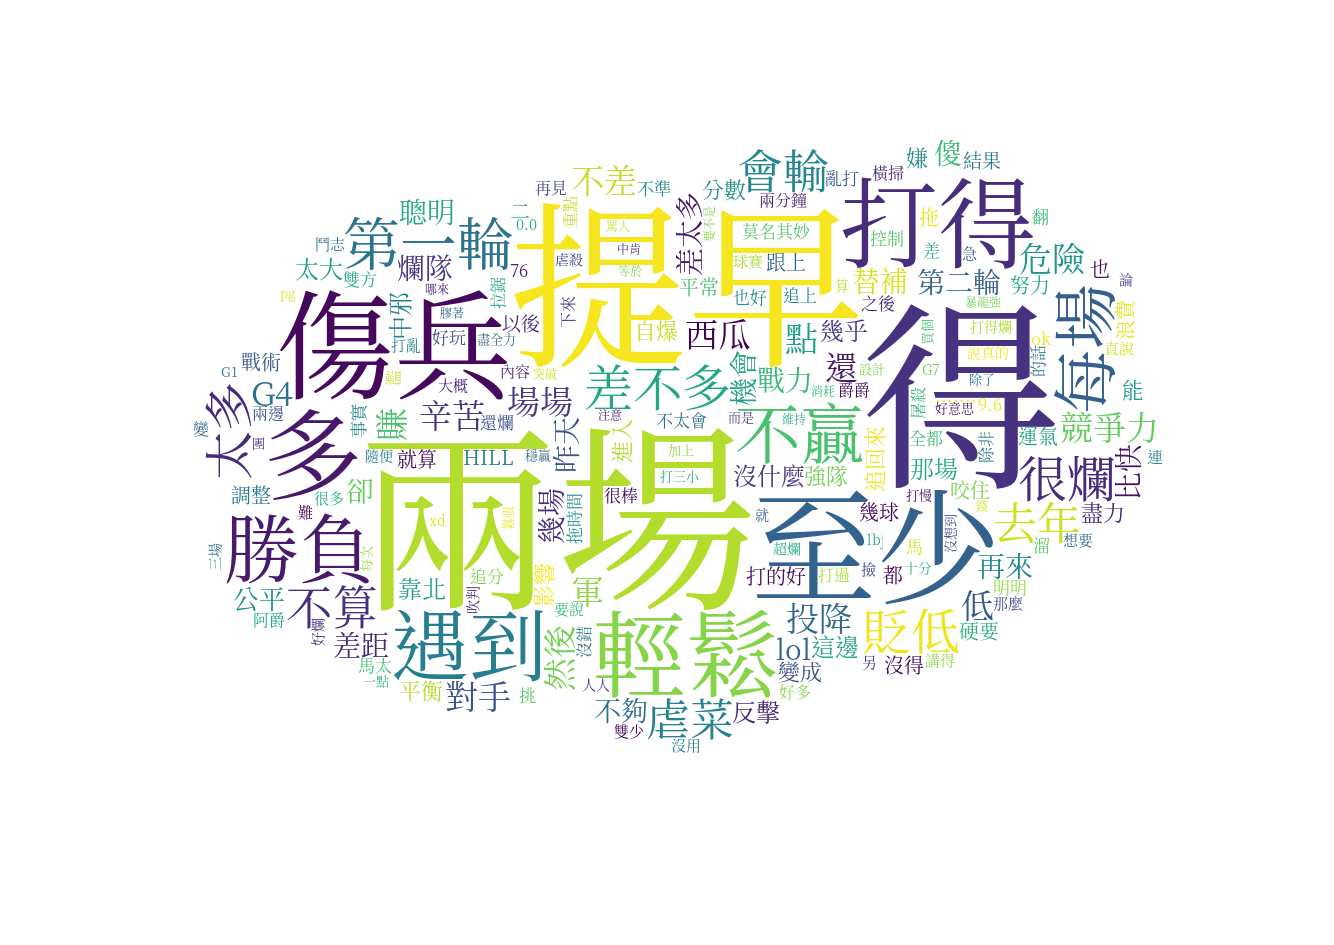 嫌
傻
結果
會輸
亂打
橫掃
再見
不差
不準
分數
兩分鐘
打得
拖
翻
聰明
二
0.0
重點
罵人
提早
差太多
要不是
莫名其妙
控制
差
急
危險
也
論
鬥志
第一輪
中肯
虐殺
等於
球賽
跟上
太大
雙方
爛隊
哪來
76
拉鋸
平常
也好
追上
算
替補
第二輪
努力
暴龍強
每場
浪費
pg
中邪
膠著
以後
下來
自爆
西瓜
點
之後
幾乎
買個
打得爛
ok
直說
傷兵
打亂
好玩
盡全力
戰術
G1
內容
突破
還
設計
說真的
G7
的話
除了
G4
大概
差不多
機會
戰力
消耗
爵爵
屠殺
好意思
9.6
能
太多
兩邊
多
事實
賺
辛苦
還爛
場場
注意
不太會
而是
維持
不贏
得
競爭力
變
團
昨天
進入
加上
追回來
全都
除非
運氣
隨便
就算
HILL
穩贏
打三小
沒什麼
強隊
那場
很爛
比快
連
調整
很多
卻
幾場
很棒
拖時間
兩場
至少
打慢
咬住
錢
去年
盡力
難
xd
囂張
就
幾球
沒想到
勝負
三場
每次
lbj
馬
超爛
溜
想要
靠北
追分
影響
軍
打的好
打過
撿
都
十分
再來
明明
公平
阿爵
不算
吹判
要說
低
那麼
好爛
差距
遇到
然後
沒錯
輕鬆
投降
貶低
硬要
馬太
一點
lol
這邊
另
沒得
講得
平衡
對手
挑
人人
變成
好多
不夠
虐菜
反擊
雙少
沒用